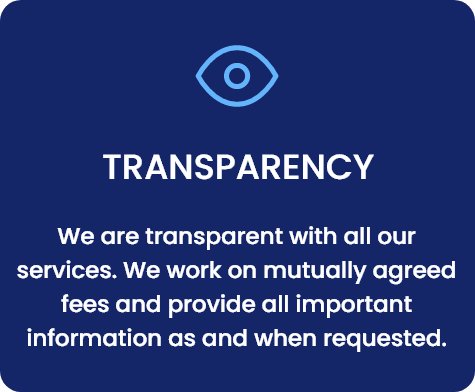 TRANSPARENCY
We are transparent with all our
services. We work on mutually agreed
fees and provide all important
information as and when requested.